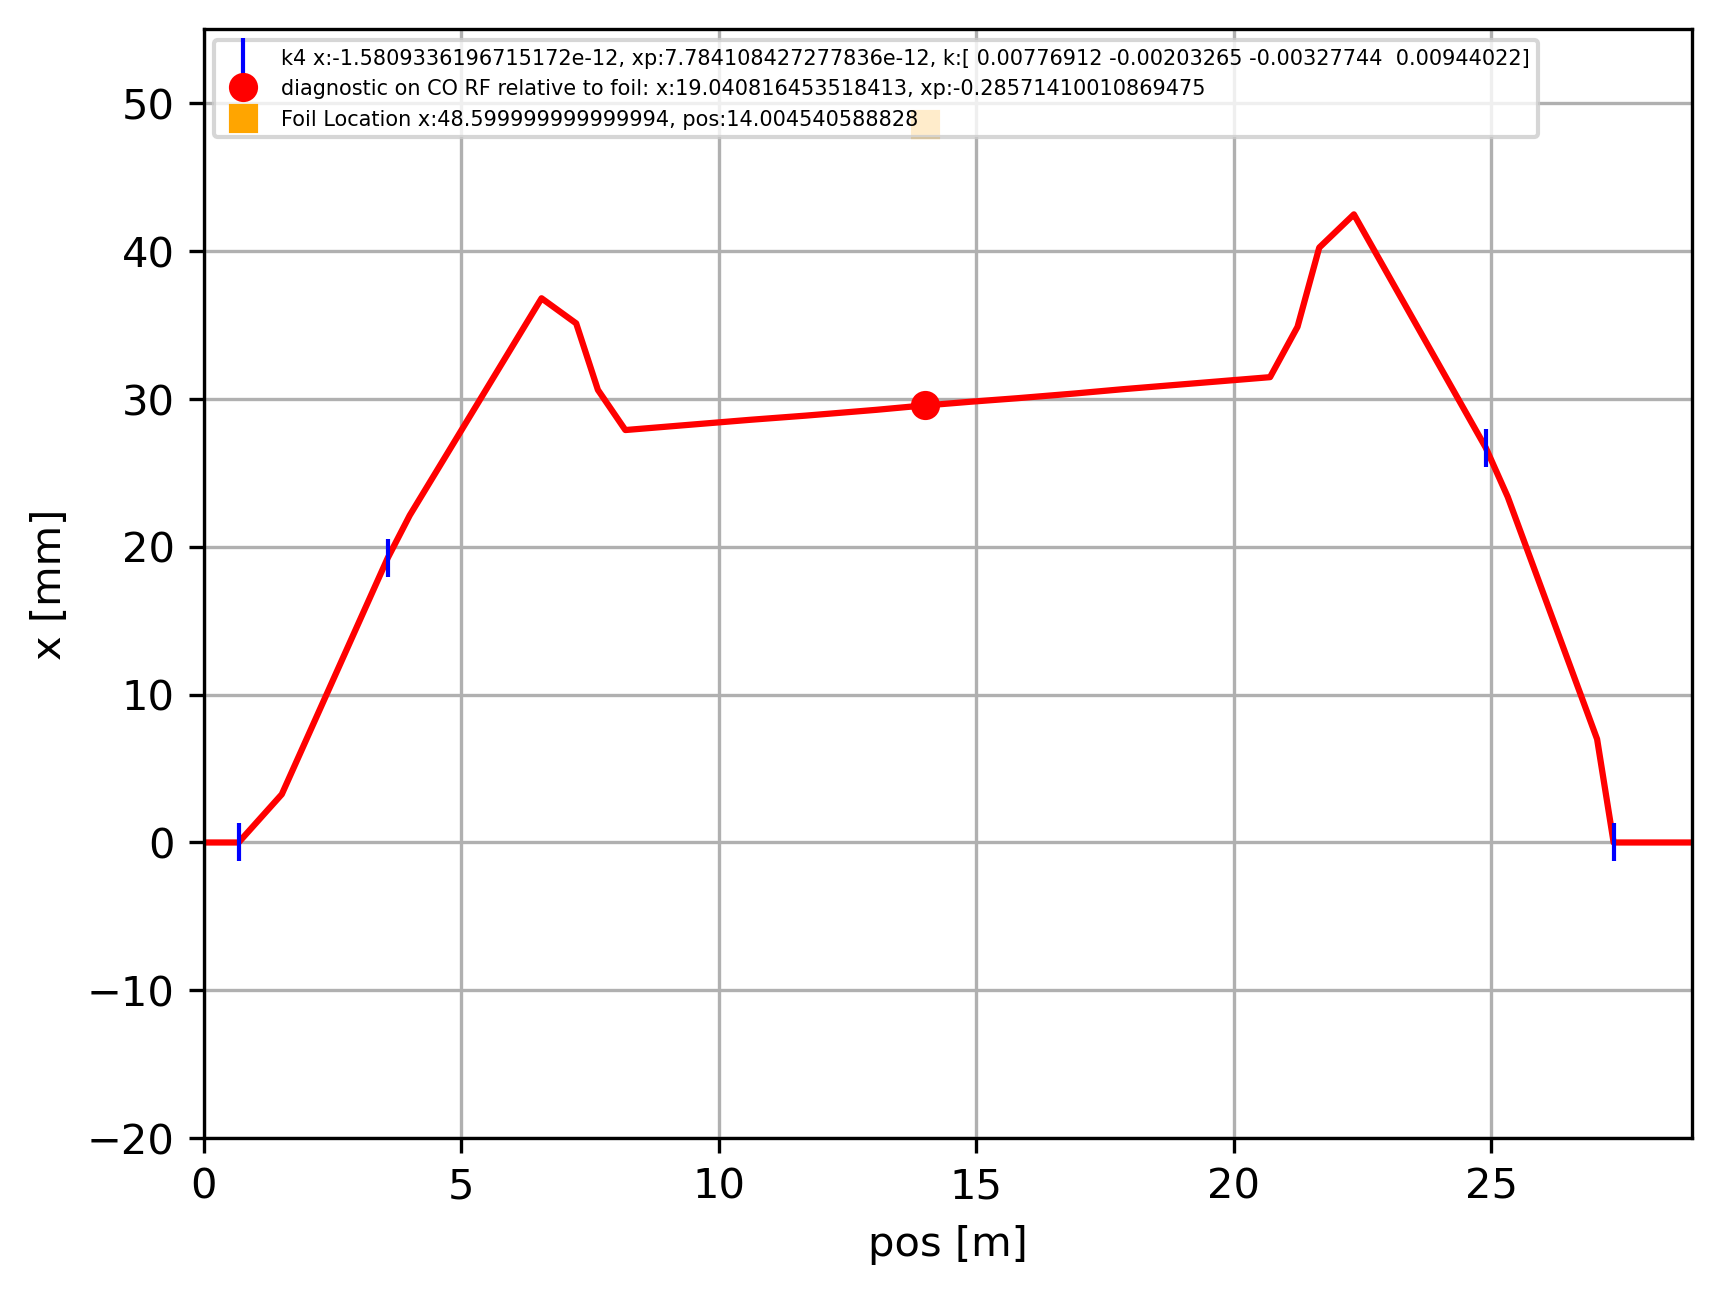 k4 x:-1.5809336196715172e-12, xp:7.784108427277836e-12, k:[ 0.00776912 -0.00203265 -0.00327744  0.00944022]
diagnostic on CO RF relative to foil: x:19.040816453518413, xp:-0.28571410010869475
Foil Location x:48.599999999999994, pos:14.004540588828
50
40
30
20
10
0
−10
−20
x [mm]
0 5 10 15 20 25
pos [m]